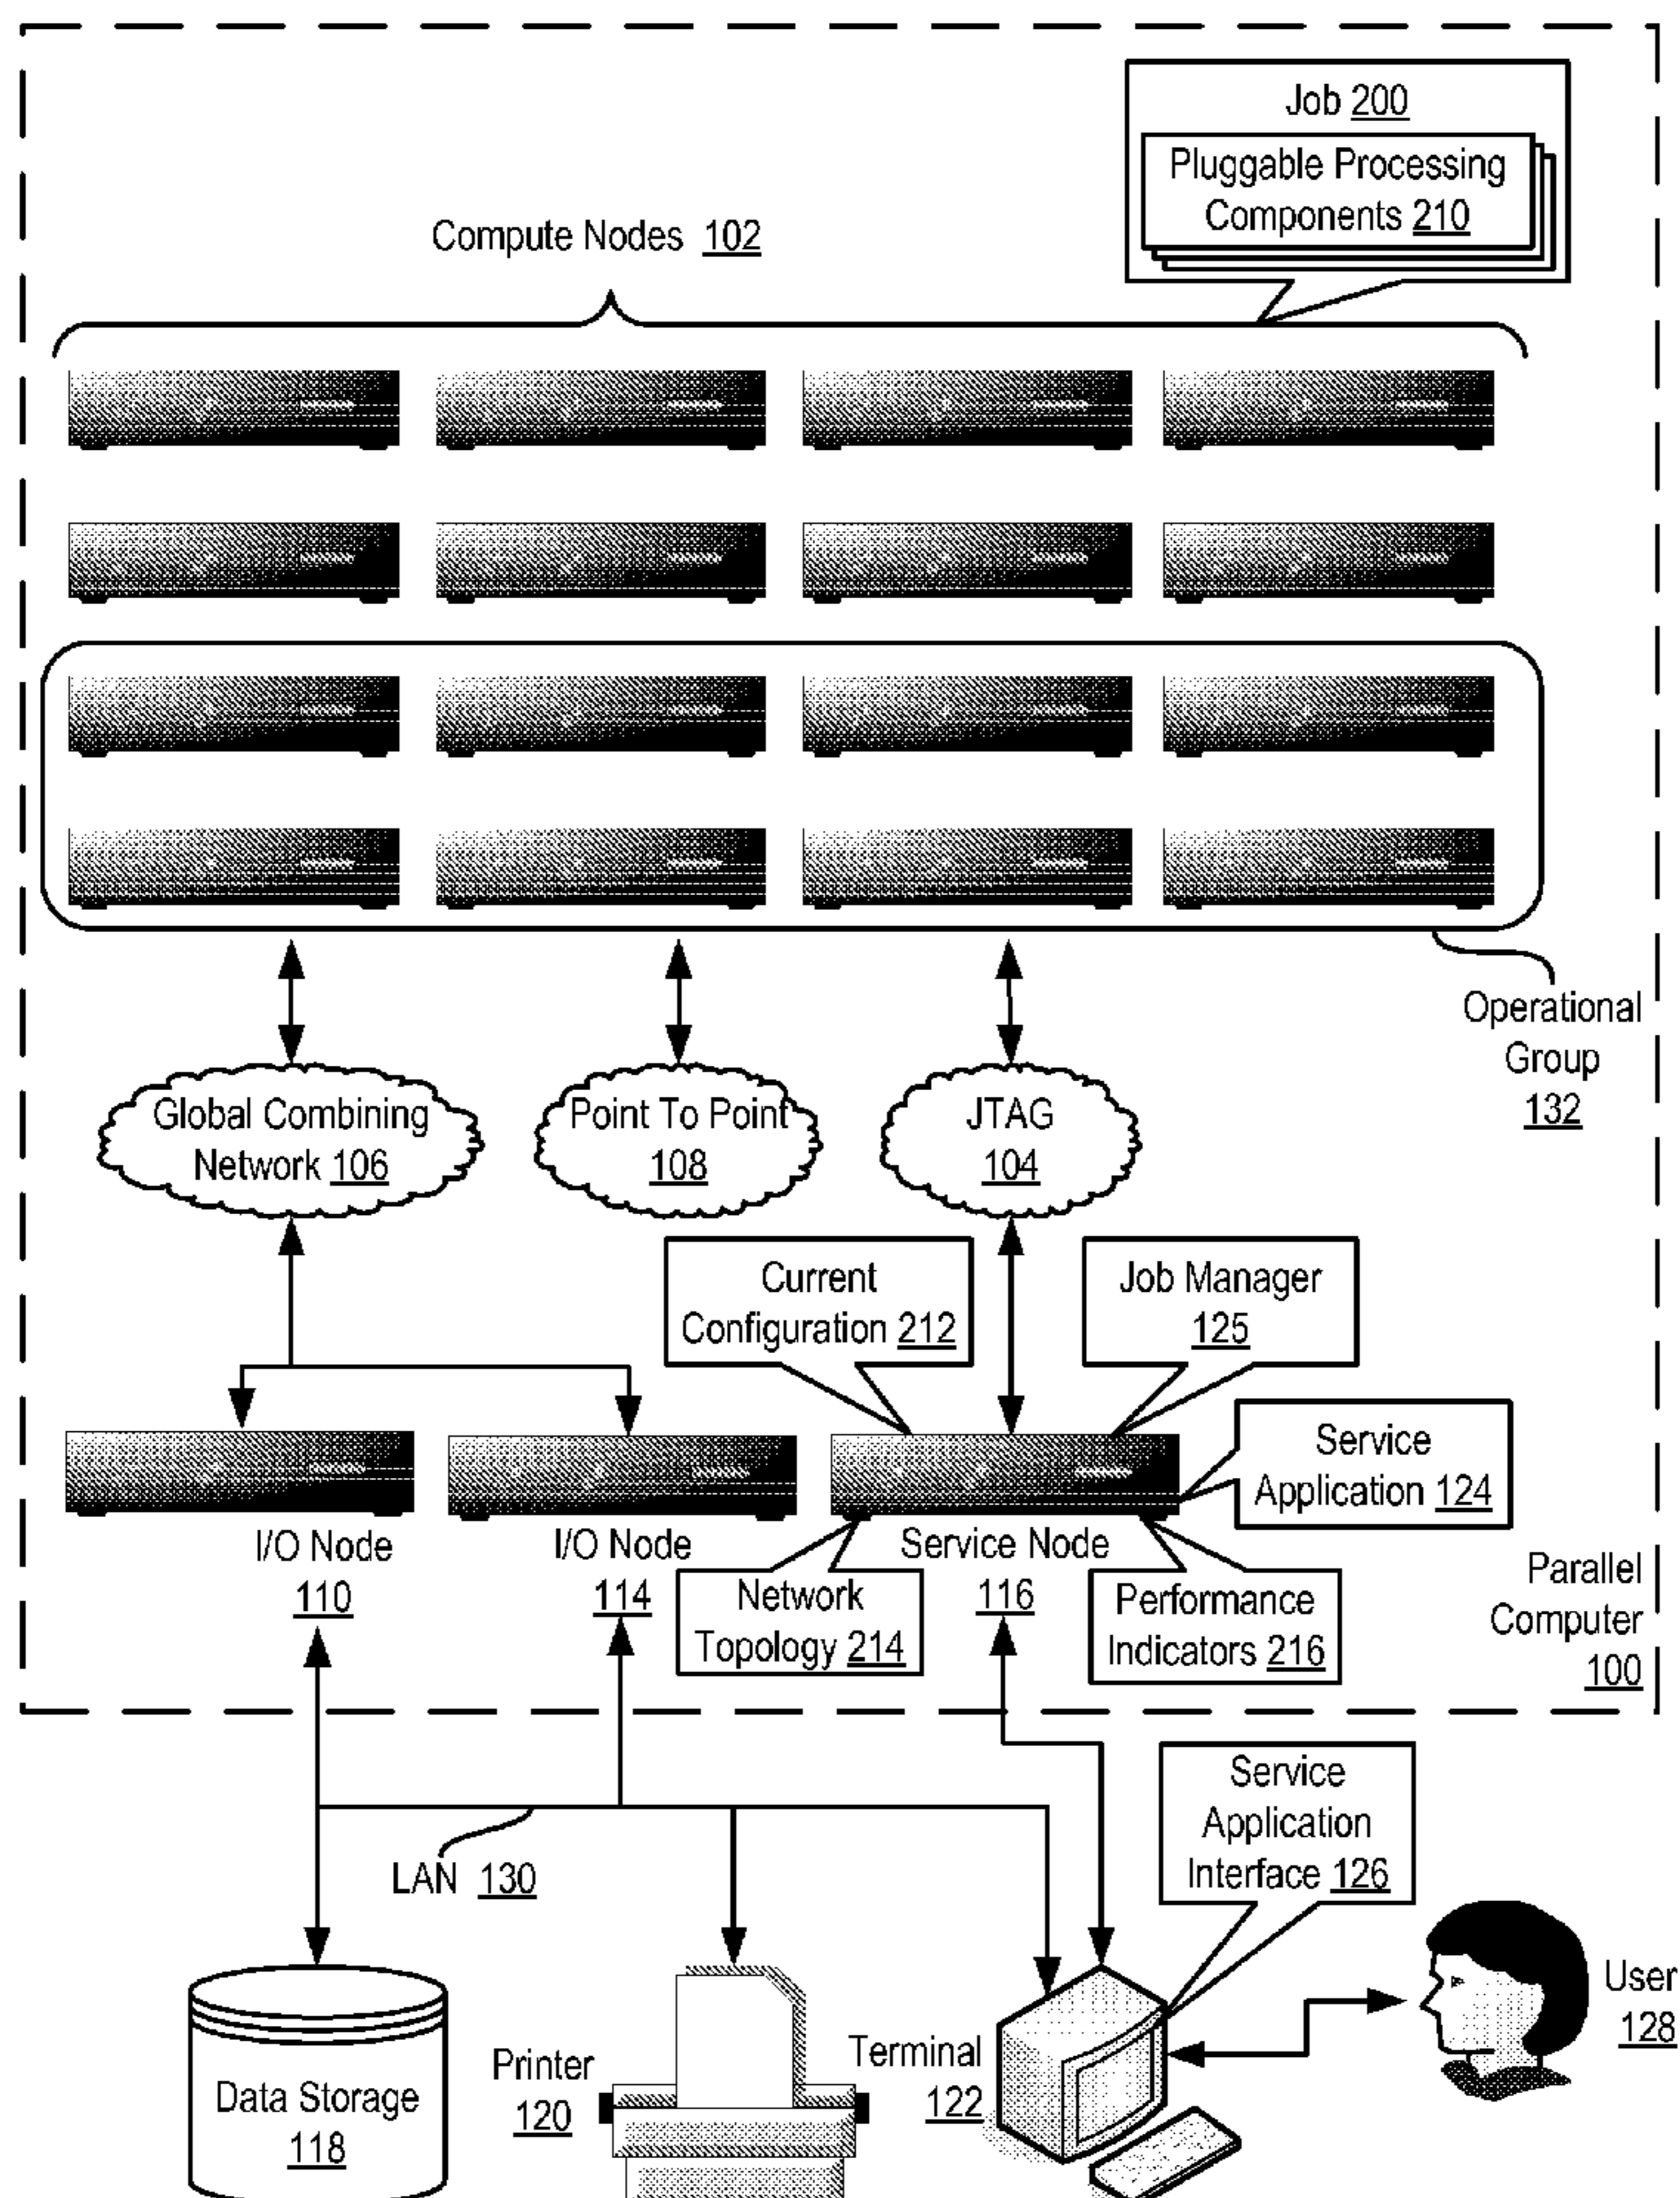 Job 200
Pluggable Processing
Components 210
Compute Nodes 102
Operational
Group
132
Global Combining
Network 106
Point To Point
108
JTAG
104
Current
Configuration 212
Job Manager
125
Service
Application 124
I/O Node
110
I/O Node
114
Service Node
116
Network
Topology 214
Performance
Indicators 216
Parallel
Computer
100
Service
Application
Interface 126
LAN 130
Data Storage
118
Printer
120
Terminal
122
User
128